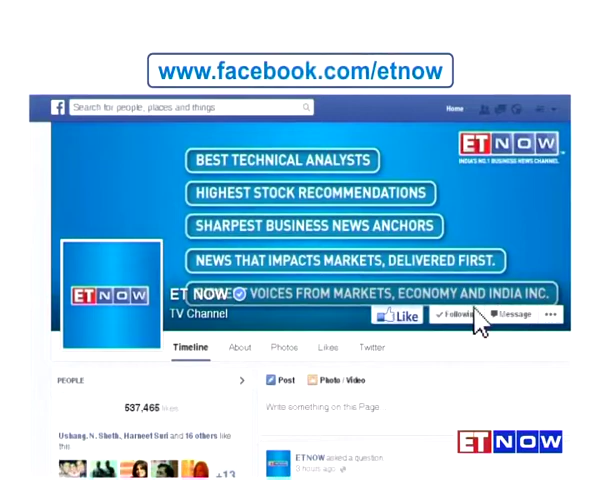 www.facebook.com/etnow
Search for people, places and things
Home
ET NOW
INDIA'S NO.1 BUSINESS NEWS CHANNEL
BEST TECHNICAL ANALYSTS
HIGHEST STOCK RECOMMENDATIONS
SHARPEST BUSINESS NEWS ANCHORS
NEWS THAT IMPACTS MARKETS, DELIVERED FIRST.
VOICES FROM MARKETS, ECONOMY AND INDIA INC.
ET NOW
ET NOW
TV Channel
Like
Following
Message
Timeline About Photos Likes Twitter
PEOPLE
537,465 likes
Ushang. N. Sheth, Harneet Suri and 16 others like
this
+13
Post Photo / Video
Write something on this Page
ET NOW
ETNOW asked a question
3 hours ago